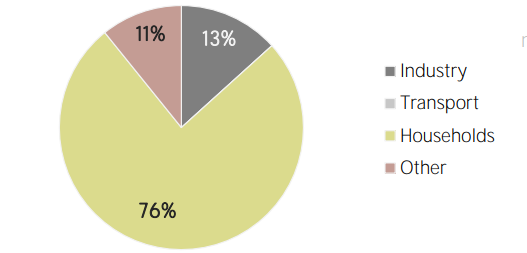 11%
13%
Industry
Transport
Households
Other
76%